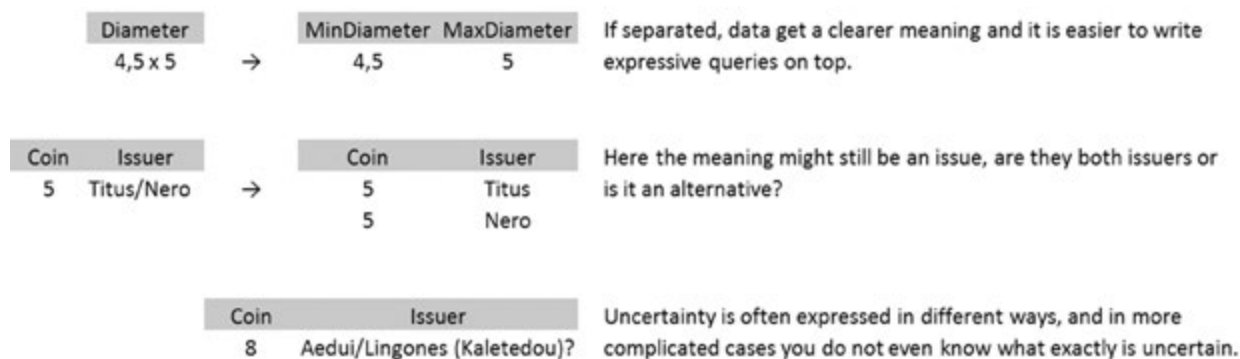 Diameter MinDiameter MaxDiameter If separated, data get a clearer meaning and it is easier to write
4,5 x 5 → 4,5 5 expressive queries on top.
Coin Issuer Coin Issuer Here the meaning might still be an issue, are they both issuers or
5 Titus/Nero → 5 Titus is it an alternative?
5 Nero
Coin Issuer Uncertainty is often expressed in different ways, and in more
8 Aedui/Lingones (Kaletedou)? complicated cases you do not even know what exactly is uncertain.